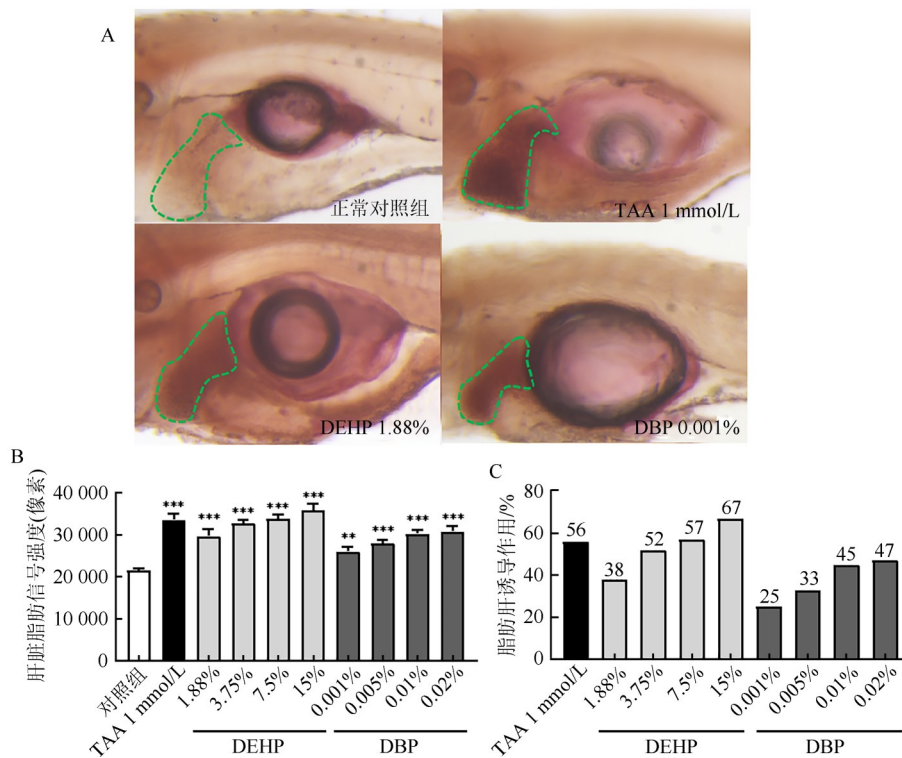 A
正常对照组
TAA 1 mmol/L
DEHP 1.88%
DBP 0.001%
B
肝脏脂肪信号强度(像素)
40 000
30 000
20 000
10 000
0
***
***
***
***
***
**
***
***
***
对照组
TAA 1 mmol/L
1.88%
3.75%
7.5%
15%
0.001%
0.005%
0.01%
0.02%
DEHP
DBP
C
脂肪肝诱导作用/%
80
60
40
20
0
56
38
52
57
67
25
33
45
47
TAA 1 mmol/L
1.88%
3.75%
7.5%
15%
0.001%
0.005%
0.01%
0.02%
DEHP
DBP